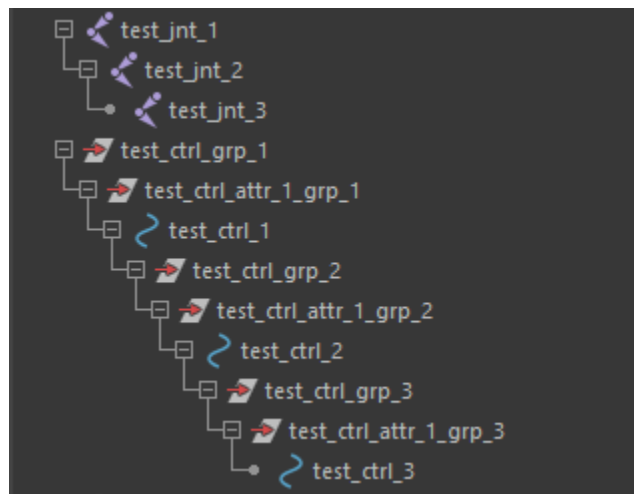 test_jnt_1
test_jnt_2
test_jnt_3
test_ctrl_grp_1
test_ctrl_attr_1_grp_1
test_ctrl_1
test_ctrl_grp_2
test_ctrl_attr_1_grp_2
test_ctrl_2
test_ctrl_grp_3
test_ctrl_attr_1_grp_3
test_ctrl_3